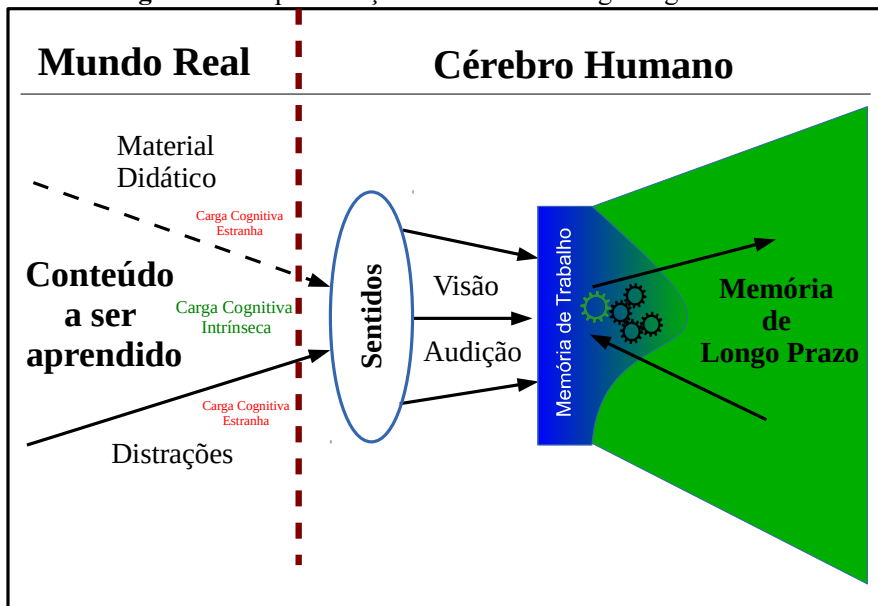 Mundo Real
Cérebro Humano
Material
Didático
Carga Cognitiva
Estranha
Conteúdo
a ser
aprendido
Carga Cognitiva
Intrínseca
Carga Cognitiva
Estranha
Distrações
Sentidos
Visão
Audição
Memória de Trabalho
Memória
de
Longo Prazo